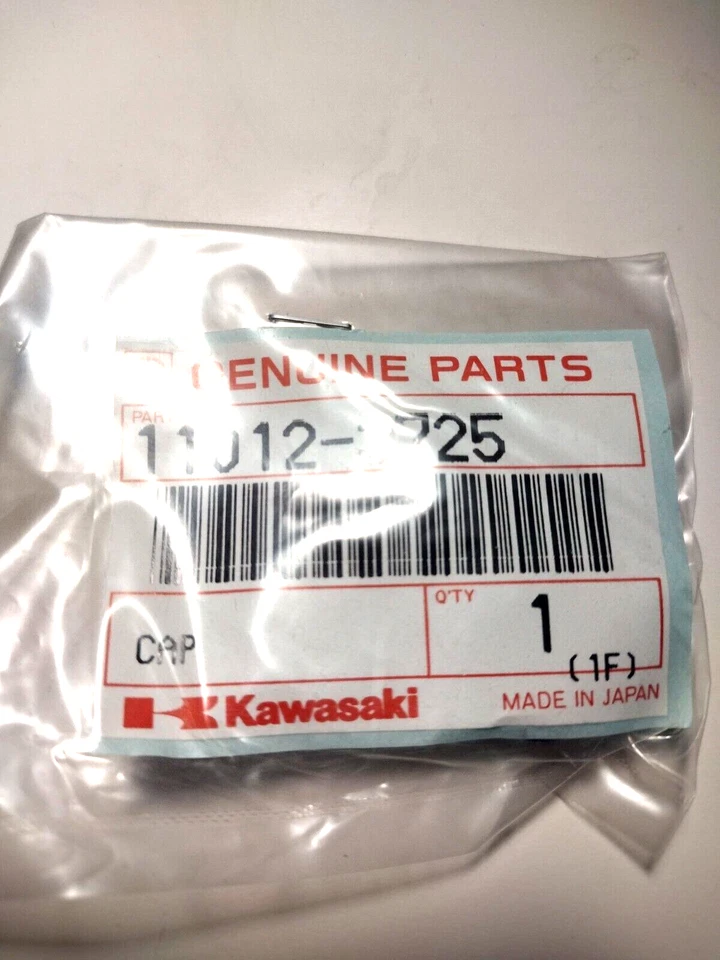 GENUINE PARTS
CAP
Q'TY
1
(1F)
Kawasaki
MADE IN JAPAN